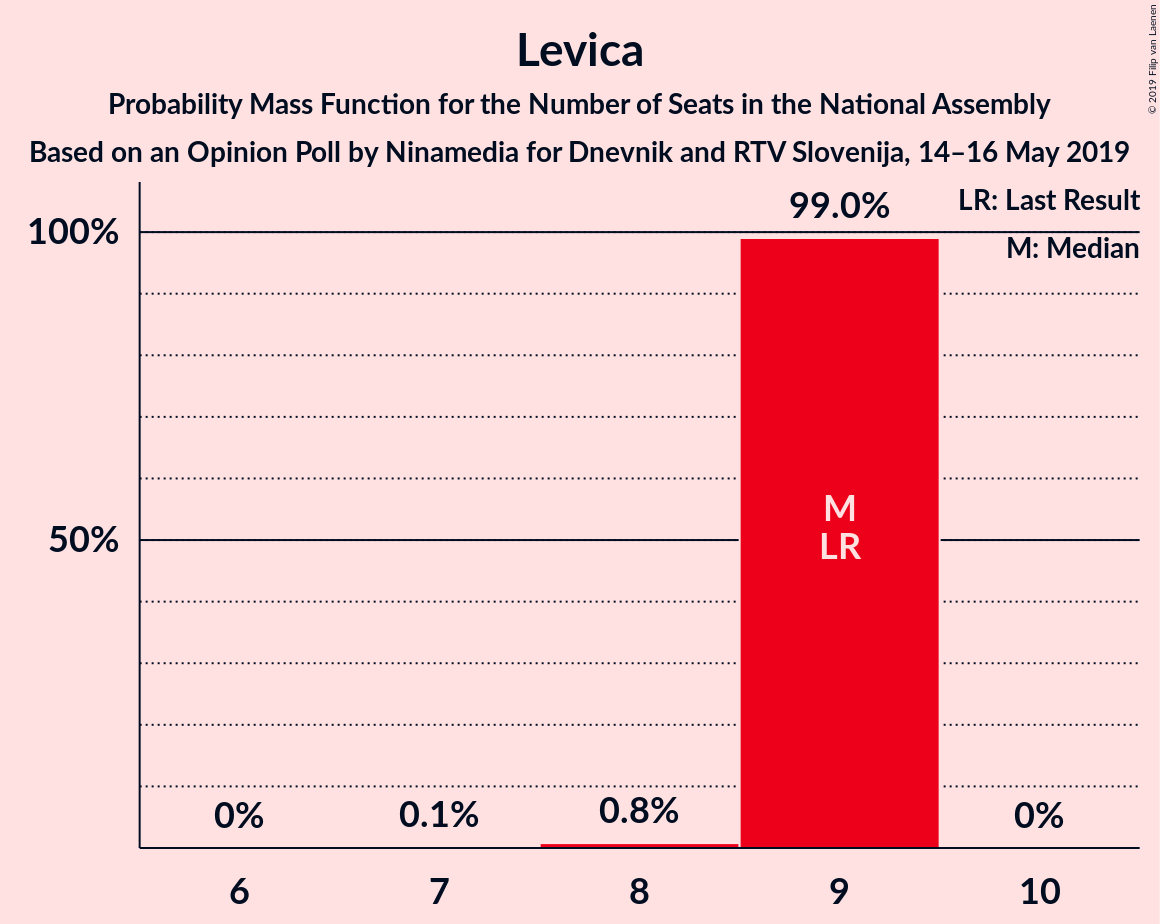 Levica
Probability Mass Function for the Number of Seats in the National Assembly
Based on an Opinion Poll by Ninamedia for Dnevnik and RTV Slovenija, 14–16 May 2019
© 2019 Filip van Laenen
LR: Last Result
M: Median
100%
50%
0%
0.1%
0.8%
99.0%
0%
M
LR
6
7
8
9
10